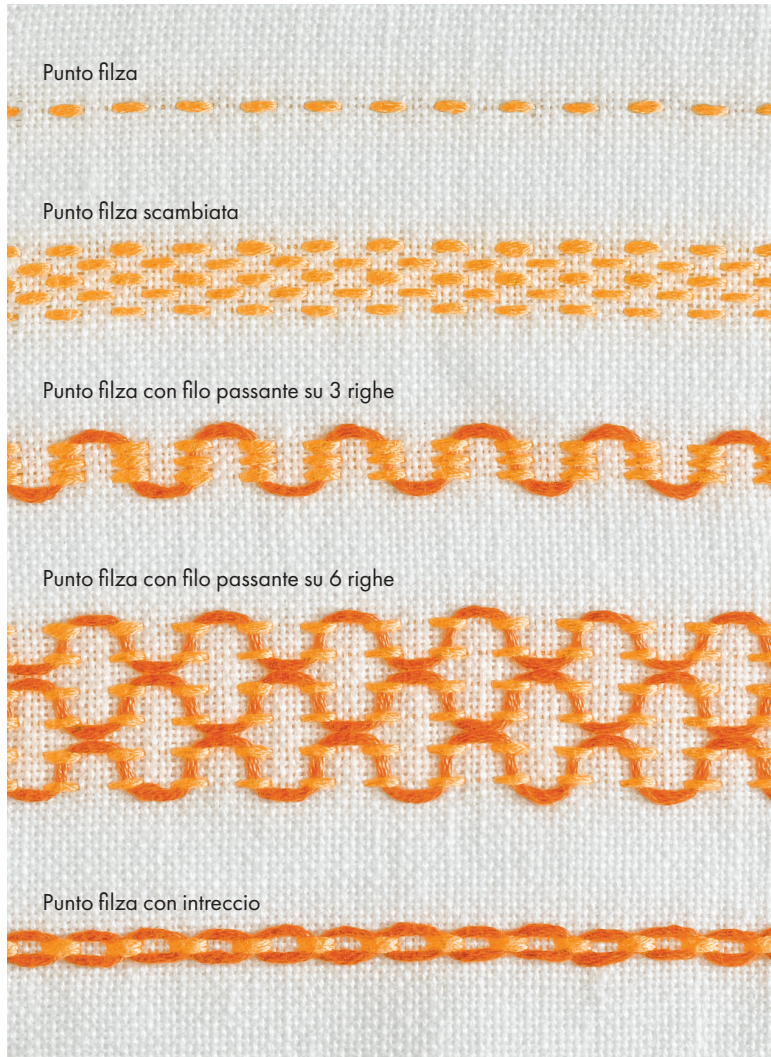 Punto filza
Punto filza scambiata
Punto filza con filo passante su 3 righe
Punto filza con filo passante su 6 righe
Punto filza con intreccio